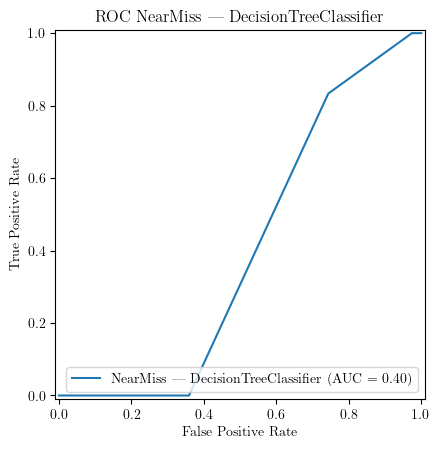 ROC NearMiss — DecisionTreeClassifier
1.0
0.8
0.6
0.4
0.2
0.0
True Positive Rate
NearMiss — DecisionTreeClassifier (AUC = 0.40)
0.0 0.2 0.4 0.6 0.8 1.0
False Positive Rate